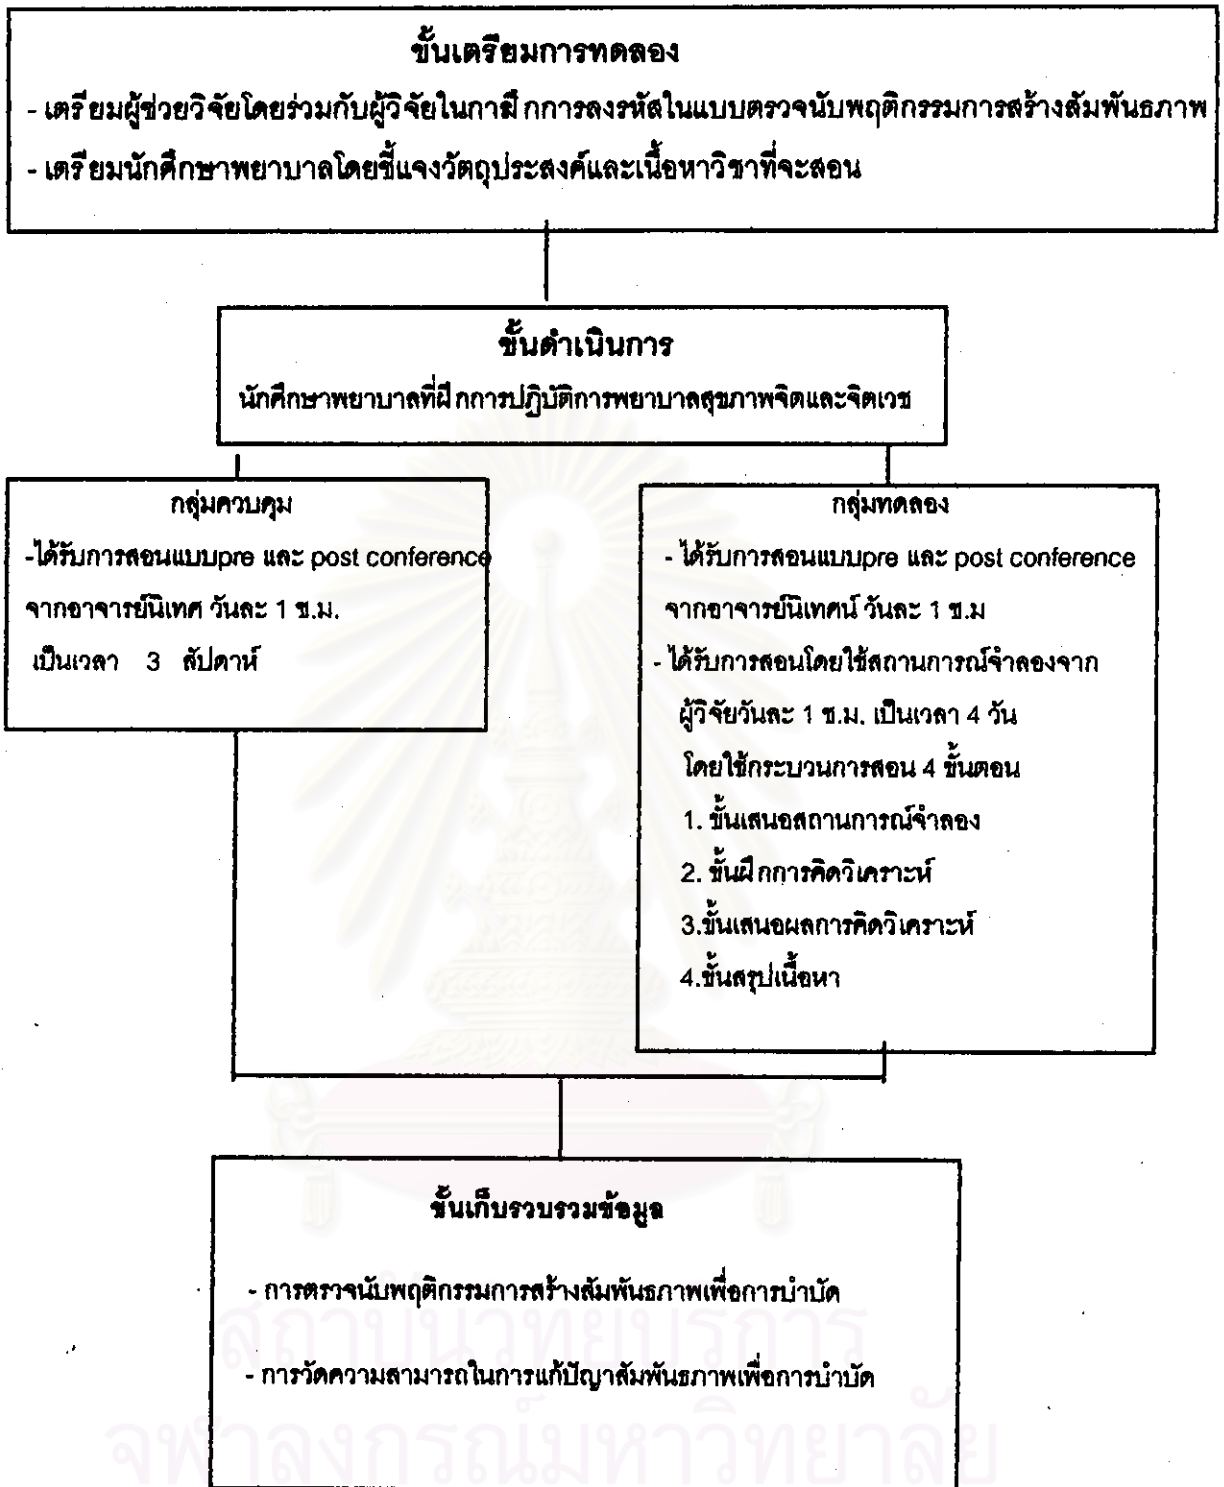 ขั้นเตรียมการทดลอง
- เตรียมผู้ช่วยวิจัยโดยร่วมกับผู้วิจัยในกาฝึกการลงรหัสในแบบตรวจนับพฤติกรรมการสร้างสัมพันธภาพ
- เตรียมนักศึกษาพยาบาลโดยชี้แจงวัตถุประสงค์และเนื้อหาวิชาที่จะสอน
ขั้นดำเนินการ
นักศึกษาพยาบาลที่ฝึกการปฏิบัติการพยาบาลสุขภาพจิตและจิตเวช
กลุ่มควบคุม
-ได้รับการสอนแบบpre และ post conference
จากอาจารย์นิเทศ วันละ 1 ช.ม.
เป็นเวลา 3 สัปดาห์
กลุ่มทดลอง
- ได้รับการสอนแบบpre และ post conference
จากอาจารย์นิเทศน์ วันละ 1 ช.ม
- ได้รับการสอนโดยใช้สถานการณ์จำลองจาก
ผู้วิจัยวันละ 1 ช.ม. เป็นเวลา 4 วัน
โดยใช้กระบวนการสอน 4 ขั้นตอน
1. ขั้นเสนอสถานการณ์จำลอง
2. ขั้นฝึกการคิดวิเคราะห์
3.ขั้นเสนอผลการคิดวิเคราะห์
4.ขั้นสรุปเนื้อหา
ขั้นเก็บรวบรวมข้อมูล
- การตรวจนับพฤติกรรมการสร้างสัมพันธภาพเพื่อการบำบัด
- การวัดความสามารถในการแก้ปัญาสัมพันธภาพเพื่อการบำบัด
สถาบันวิทยบริการ
จุฬาลงกรณ์มหาวิทยาลัย